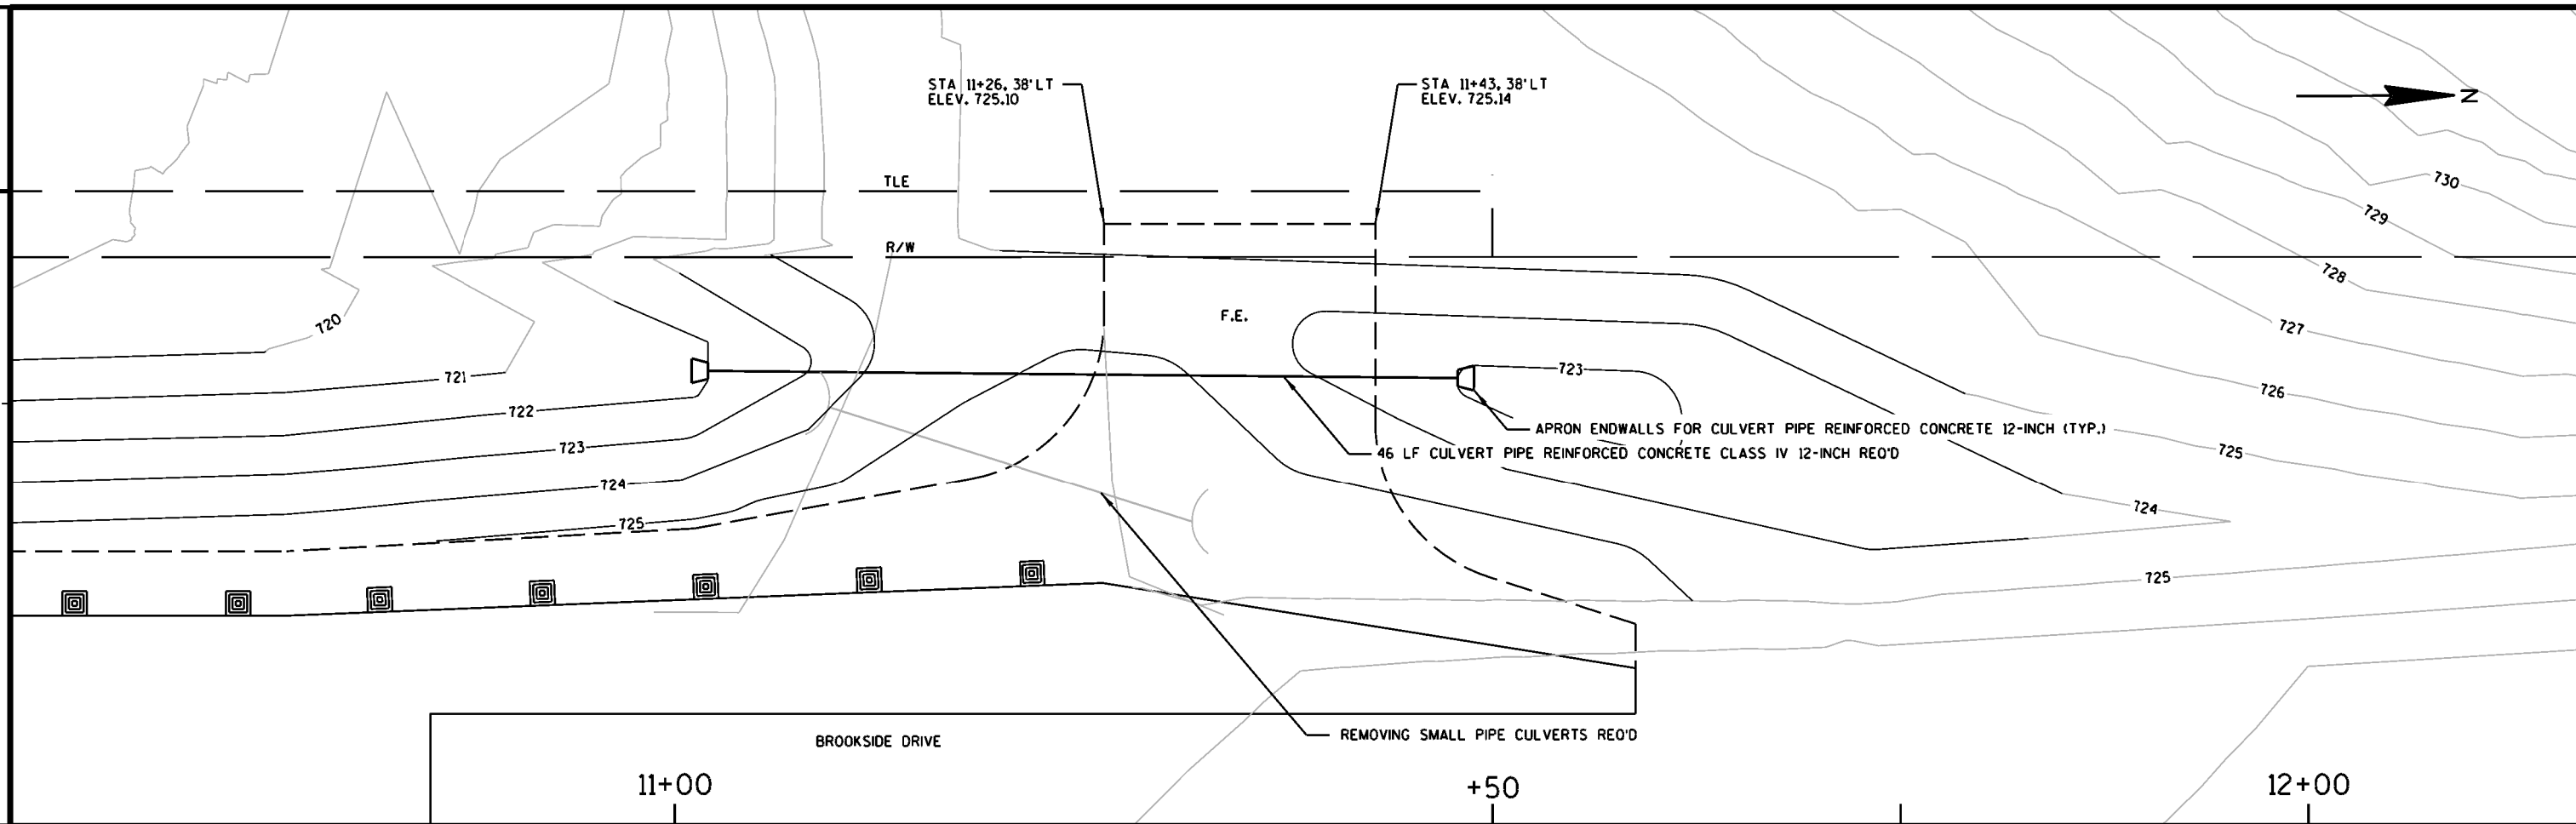 STA 11+26, 38' LT
ELEV. 725.10
STA 11+43, 38' LT
ELEV. 725.14
N
TLE
R/W
730
729
728
727
726
725
724
725
F.E.
720
721
722
723
724
725
723
APRON ENDWALLS FOR CULVERT PIPE REINFORCED CONCRETE 12-INCH (TYP.)
46 LF CULVERT PIPE REINFORCED CONCRETE CLASS IV 12-INCH REQ'D
REMOVING SMALL PIPE CULVERTS REQ'D
BROOKSIDE DRIVE
11+00
+50
12+00